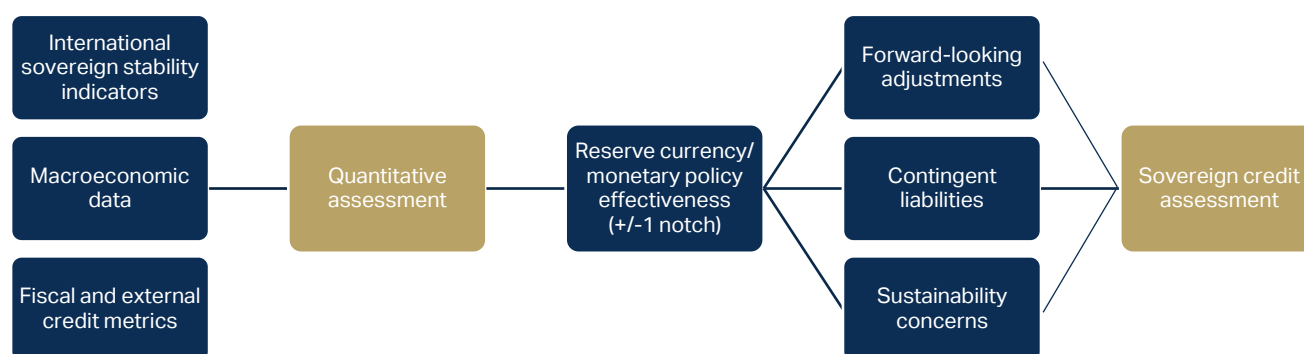 International
sovereign stability
indicators
Macroeconomic
data
Fiscal and external
credit metrics
Quantitative
assessment
Reserve currency/
monetary policy
effectiveness
(+/-1 notch)
Forward-looking
adjustments
Contingent
liabilities
Sustainability
concerns
Sovereign credit
assessment